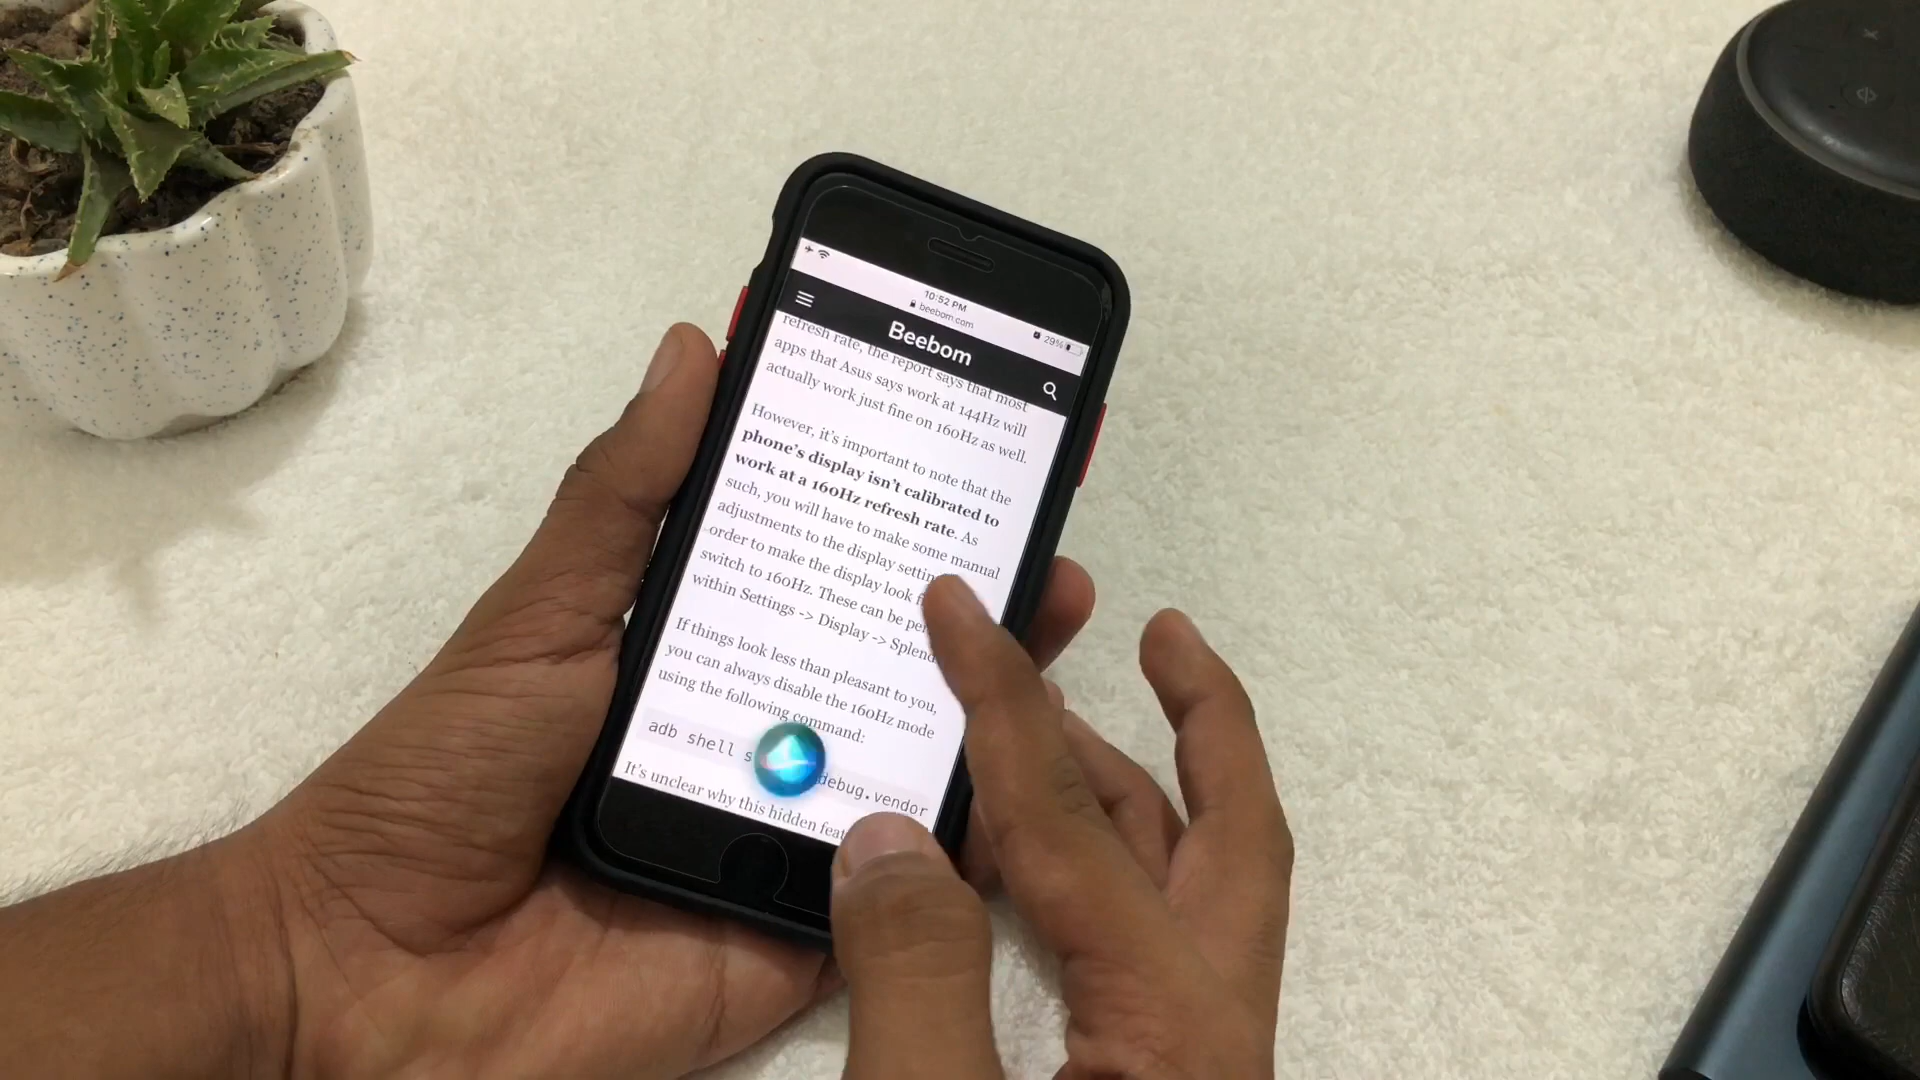 10:52 PM
beebom.com
29%
Beebom
refresh rate, the report says that most
apps that Asus says work at 144Hz will
actually work just fine on 160Hz as well.
However, it's important to note that the
phone's display isn't calibrated to
work at a 160Hz refresh rate. As
such, you will have to make some manual
adjustments to the display
order to make the display look
switch to 160Hz. These can be
within Settings -> Display ->
If things look less than pleasant to you,
you can always disable the 160Hz mode
using the following command:
adb shell debug.vendor
It's unclear why this hidden